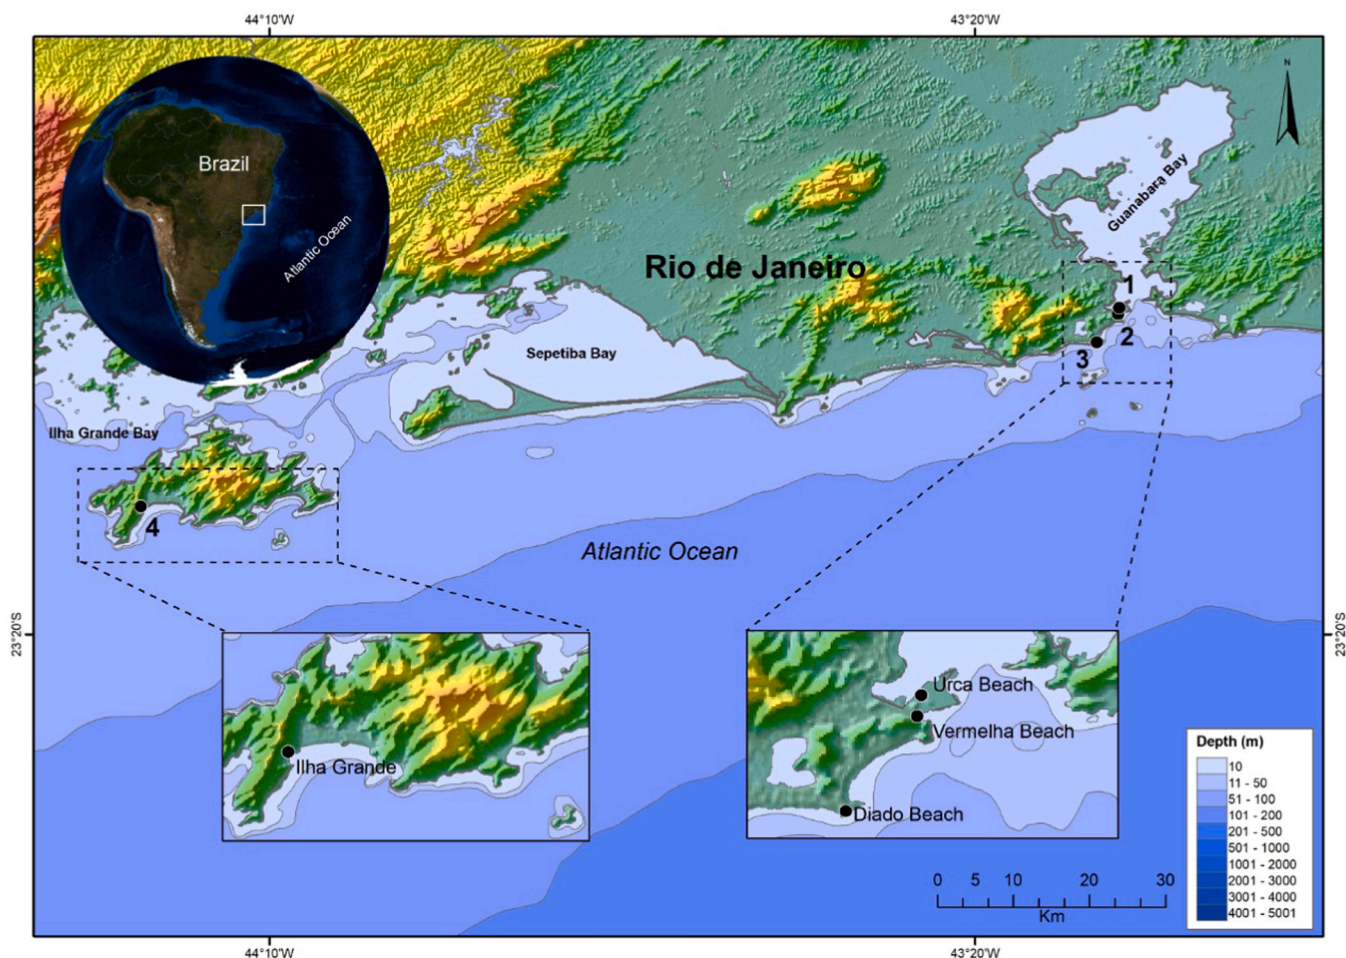 44°10'W
43°20'W
N
Brazil
Atlantic Ocean
Guanabara Bay
Rio de Janeiro
1
2
3
Sepetiba Bay
Ilha Grande Bay
4
Atlantic Ocean
23°20'S
23°20'S
Urca Beach
Vermelha Beach
Diado Beach
Ilha Grande
Depth (m)
10
11 - 50
51 - 100
101 - 200
201 - 500
501 - 1000
1001 - 2000
2001 - 3000
3001 - 4000
4001 - 5001
0 5 10 20 30
Km
44°10'W
43°20'W